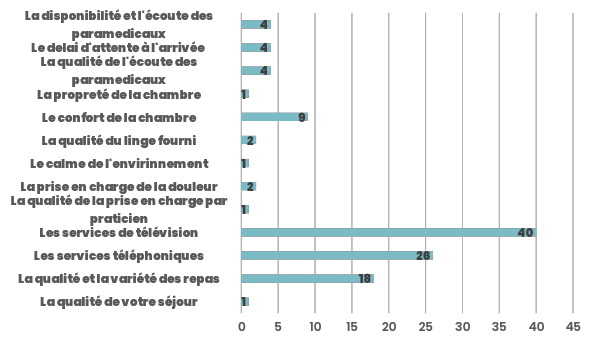 La disponibilité et l'écoute des
paramedicaux
4
Le delai d'attente à l'arrivée
4
La qualité de l'écoute des
paramedicaux
4
La propreté de la chambre
1
Le confort de la chambre
9
La qualité du linge fourni
2
Le calme de l'envirinnement
1
La prise en charge de la douleur
2
La qualité de la prise en charge par
praticien
1
Les services de télévision
40
Les services téléphoniques
26
La qualité et la variété des repas
18
La qualité de votre séjour
1
0 5 10 15 20 25 30 35 40 45